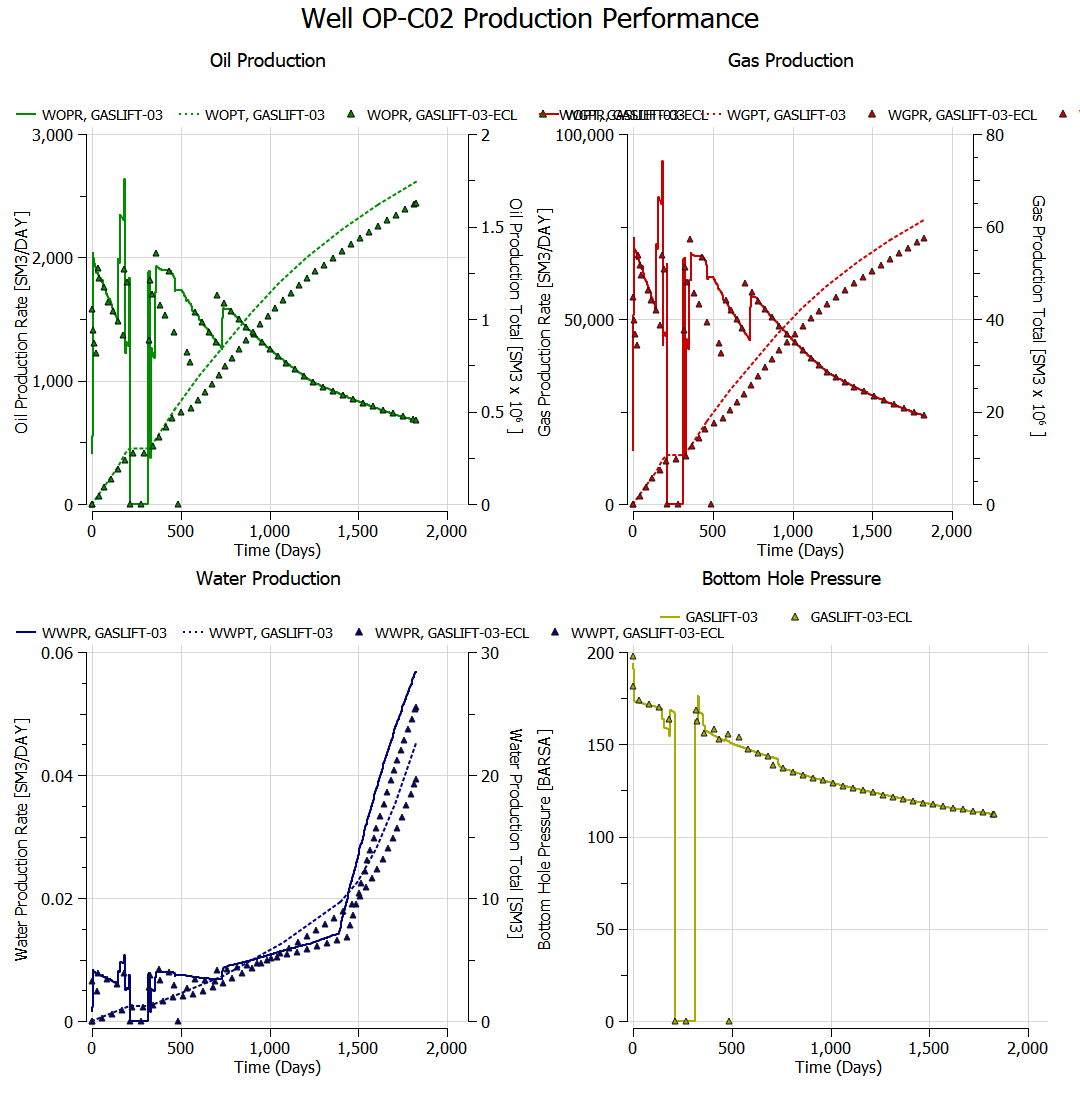 Well OP-C02 Production Performance
Oil Production
WOPR, GASLIFT-03
WOPT, GASLIFT-03
WOPR, GASLIFT-03-ECL
WOPT, GASLIFT-03-ECL
3,000
2,000
1,000
0
Oil Production Rate [SM3/DAY]
2
1.5
1
0.5
0
Oil Production Total [SM3 x 10⁶ ]
0 500 1,000 1,500 2,000
Time (Days)
Gas Production
WGPR, GASLIFT-03
WGPT, GASLIFT-03
WGPR, GASLIFT-03-ECL
W
100,000
50,000
0
Gas Production Rate [SM3/DAY]
80
60
40
20
0
Gas Production Total [SM3 x 10⁶ ]
0 500 1,000 1,500 2,000
Time (Days)
Water Production
WWPR, GASLIFT-03
WWPT, GASLIFT-03
WWPR, GASLIFT-03-ECL
WWPT, GASLIFT-03-ECL
0.06
0.04
0.02
0
Water Production Rate [SM3/DAY]
30
20
10
0
Water Production Total [SM3]
0 500 1,000 1,500 2,000
Time (Days)
Bottom Hole Pressure
GASLIFT-03
GASLIFT-03-ECL
200
150
100
50
0
Bottom Hole Pressure [BARSA]
0 500 1,000 1,500 2,000
Time (Days)